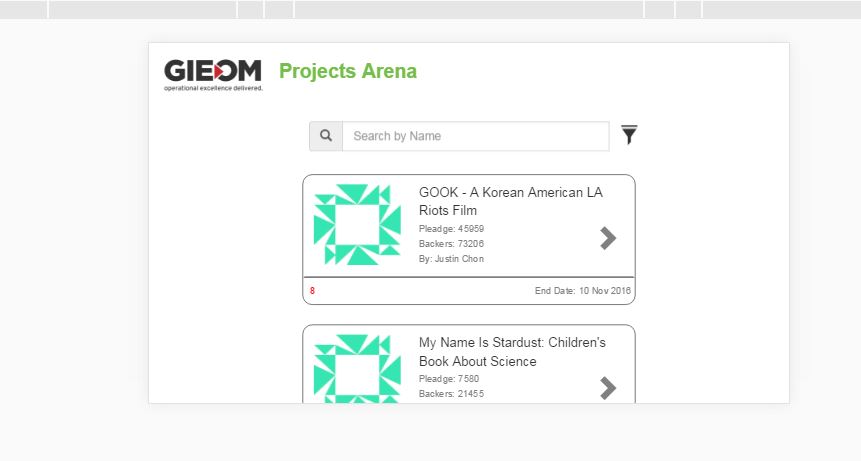 GIEOM
operational excellence delivered.
Projects Arena
Search by Name
GOOK - A Korean American LA
Riots Film
Pleadge: 45959
Backers: 73206
By: Justin Chon
8
End Date: 10 Nov 2016
My Name Is Stardust: Children's
Book About Science
Pleadge: 7580
Backers: 21455